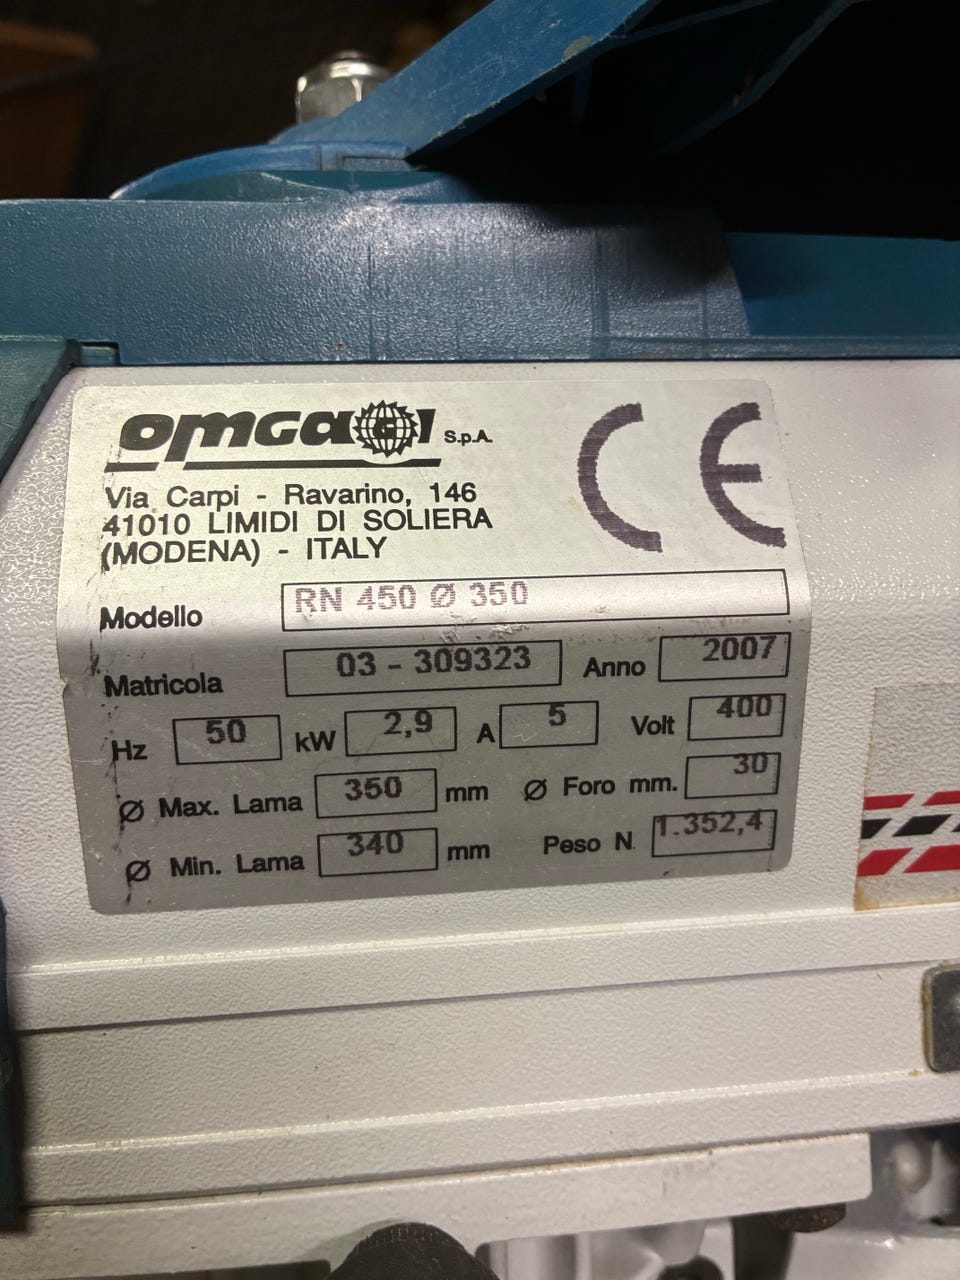 OMGA S.p.A.
Via Carpi - Ravarino, 146
41010 LIMIDI DI SOLIERA
(MODENA) - ITALY
CE
Modello RN 450 Ø 350
Matricola 03 - 309323 Anno 2007
Hz 50 kW 2,9 A 5 Volt 400
Ø Max. Lama 350 mm Ø Foro mm. 30
Ø Min. Lama 340 mm Peso N 1.352,4